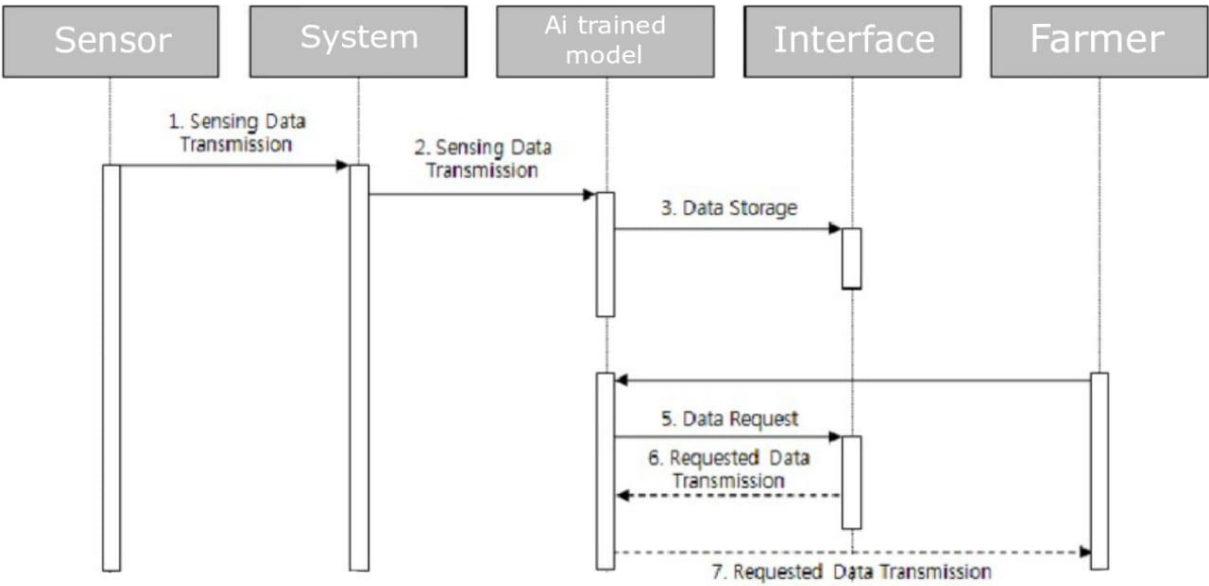 Sensor
System
Ai trained
model
Interface
Farmer
1. Sensing Data
Transmission
2. Sensing Data
Transmission
3. Data Storage
5. Data Request
6. Requested Data
Transmission
7. Requested Data Transmission